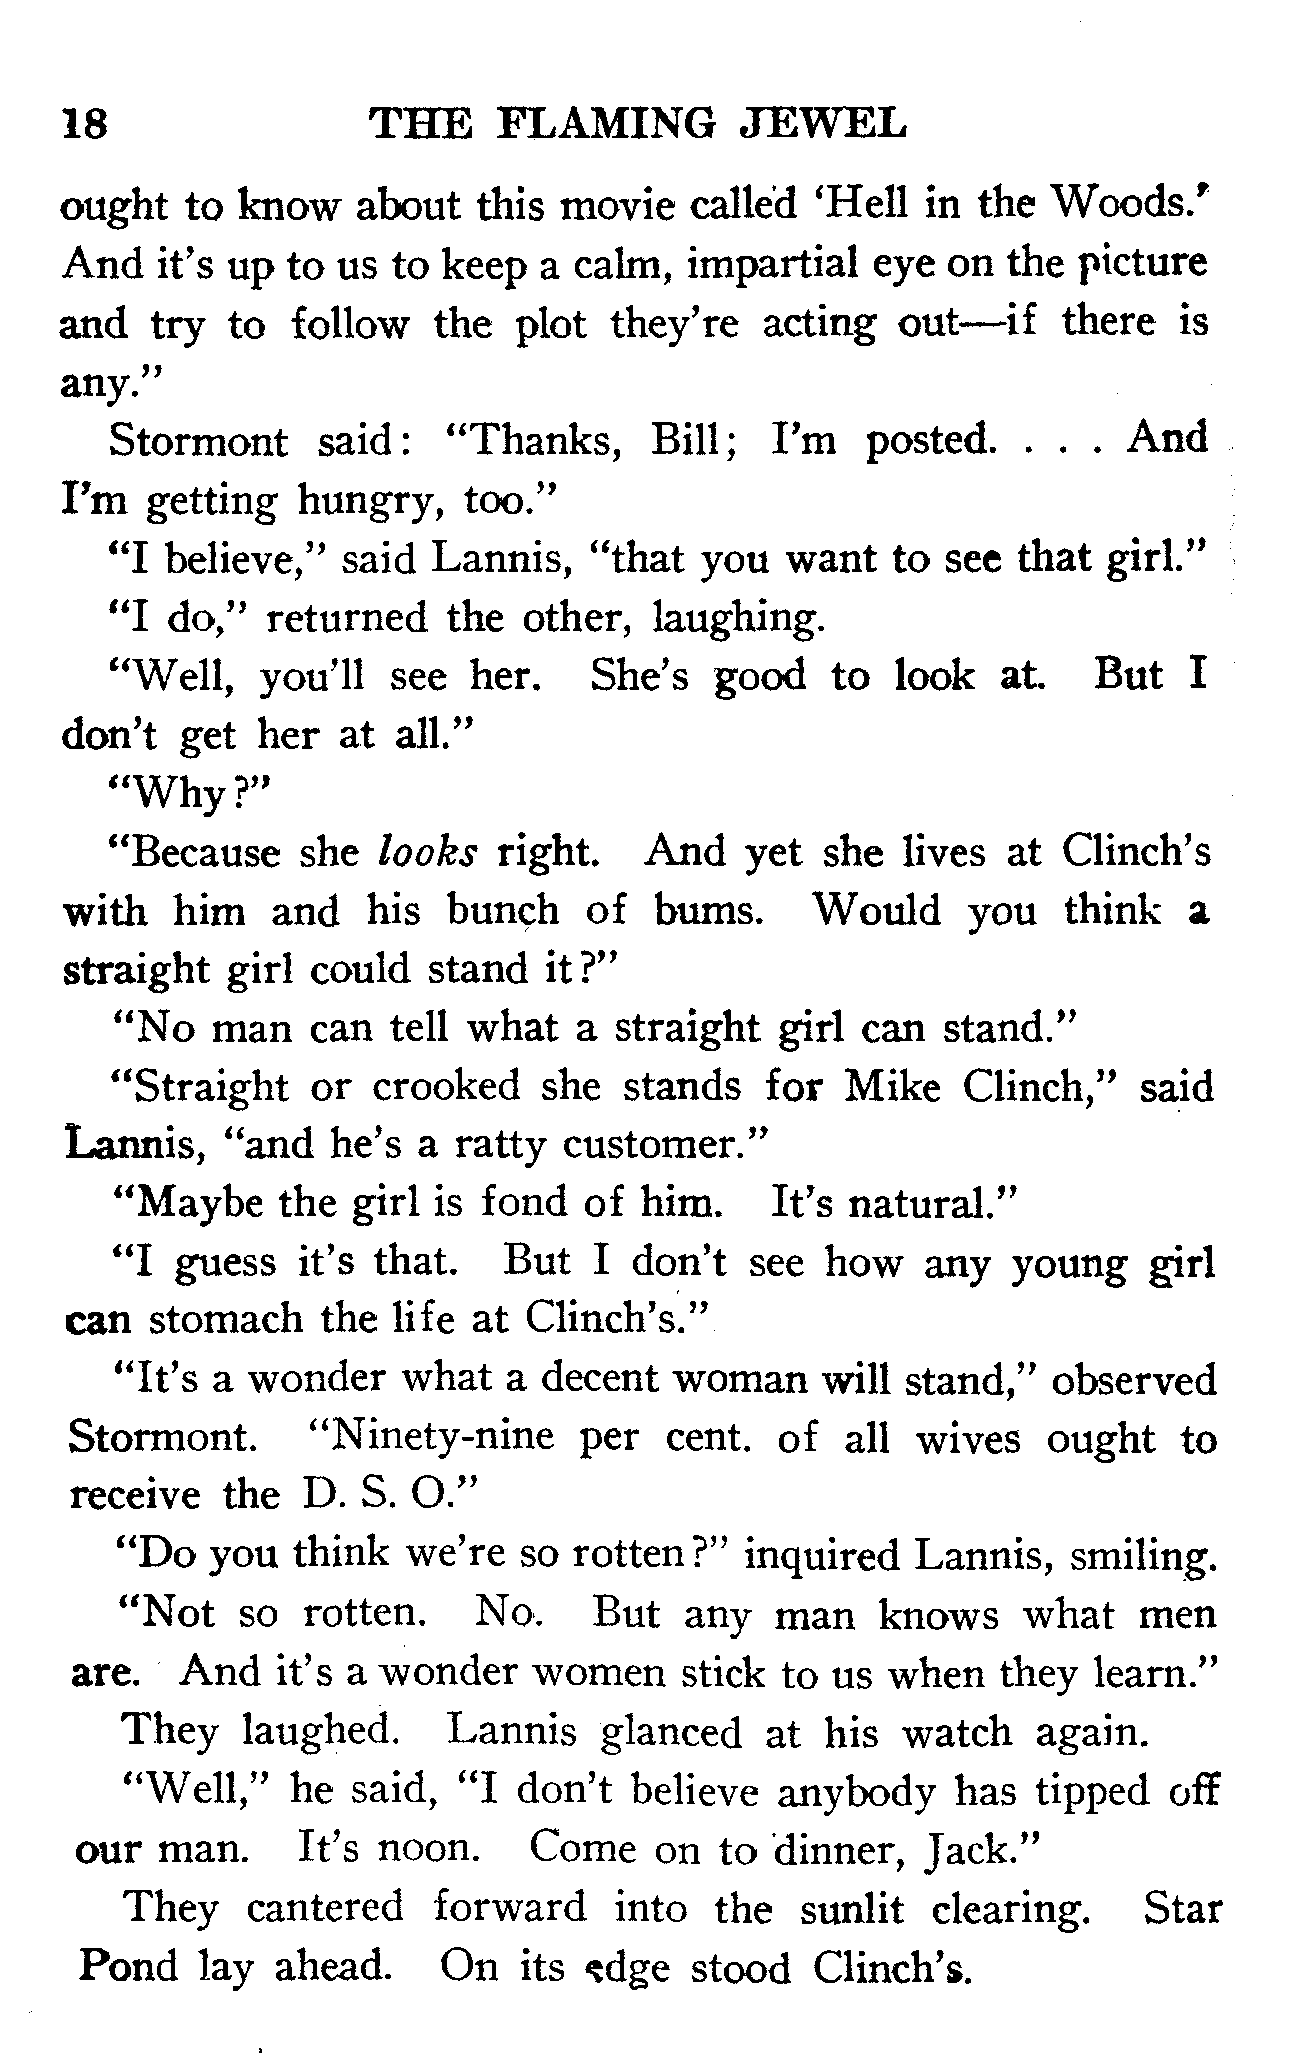 18 THE FLAMING JEWEL
ought to know about this movie called ‘Hell in the Woods.’
And it’s up to us to keep a calm, impartial eye on the picture
and try to follow the plot they’re acting out—if there is
any.”
Stormont said: “Thanks, Bill; I’m posted. . . . And
I’m getting hungry, too.”
“I believe,” said Lannis, “that you want to see that girl.”
“I do,” returned the other, laughing.
“Well, you’ll see her. She’s good to look at. But I
don’t get her at all.”
“Why?”
“Because she looks right. And yet she lives at Clinch’s
with him and his bunch of bums. Would you think a
straight girl could stand it?”
“No man can tell what a straight girl can stand.”
“Straight or crooked she stands for Mike Clinch,” said
Lannis, “and he’s a ratty customer.”
“Maybe the girl is fond of him. It’s natural.”
“I guess it’s that. But I don’t see how any young girl
can stomach the life at Clinch’s.”
“It’s a wonder what a decent woman will stand,” observed
Stormont. “Ninety-nine per cent. of all wives ought to
receive the D. S. O.”
“Do you think we’re so rotten?” inquired Lannis, smiling.
“Not so rotten. No. But any man knows what men
are. And it’s a wonder women stick to us when they learn.”
They laughed. Lannis glanced at his watch again.
“Well,” he said, “I don’t believe anybody has tipped off
our man. It’s noon. Come on to dinner, Jack.”
They cantered forward into the sunlit clearing. Star
Pond lay ahead. On its edge stood Clinch’s.